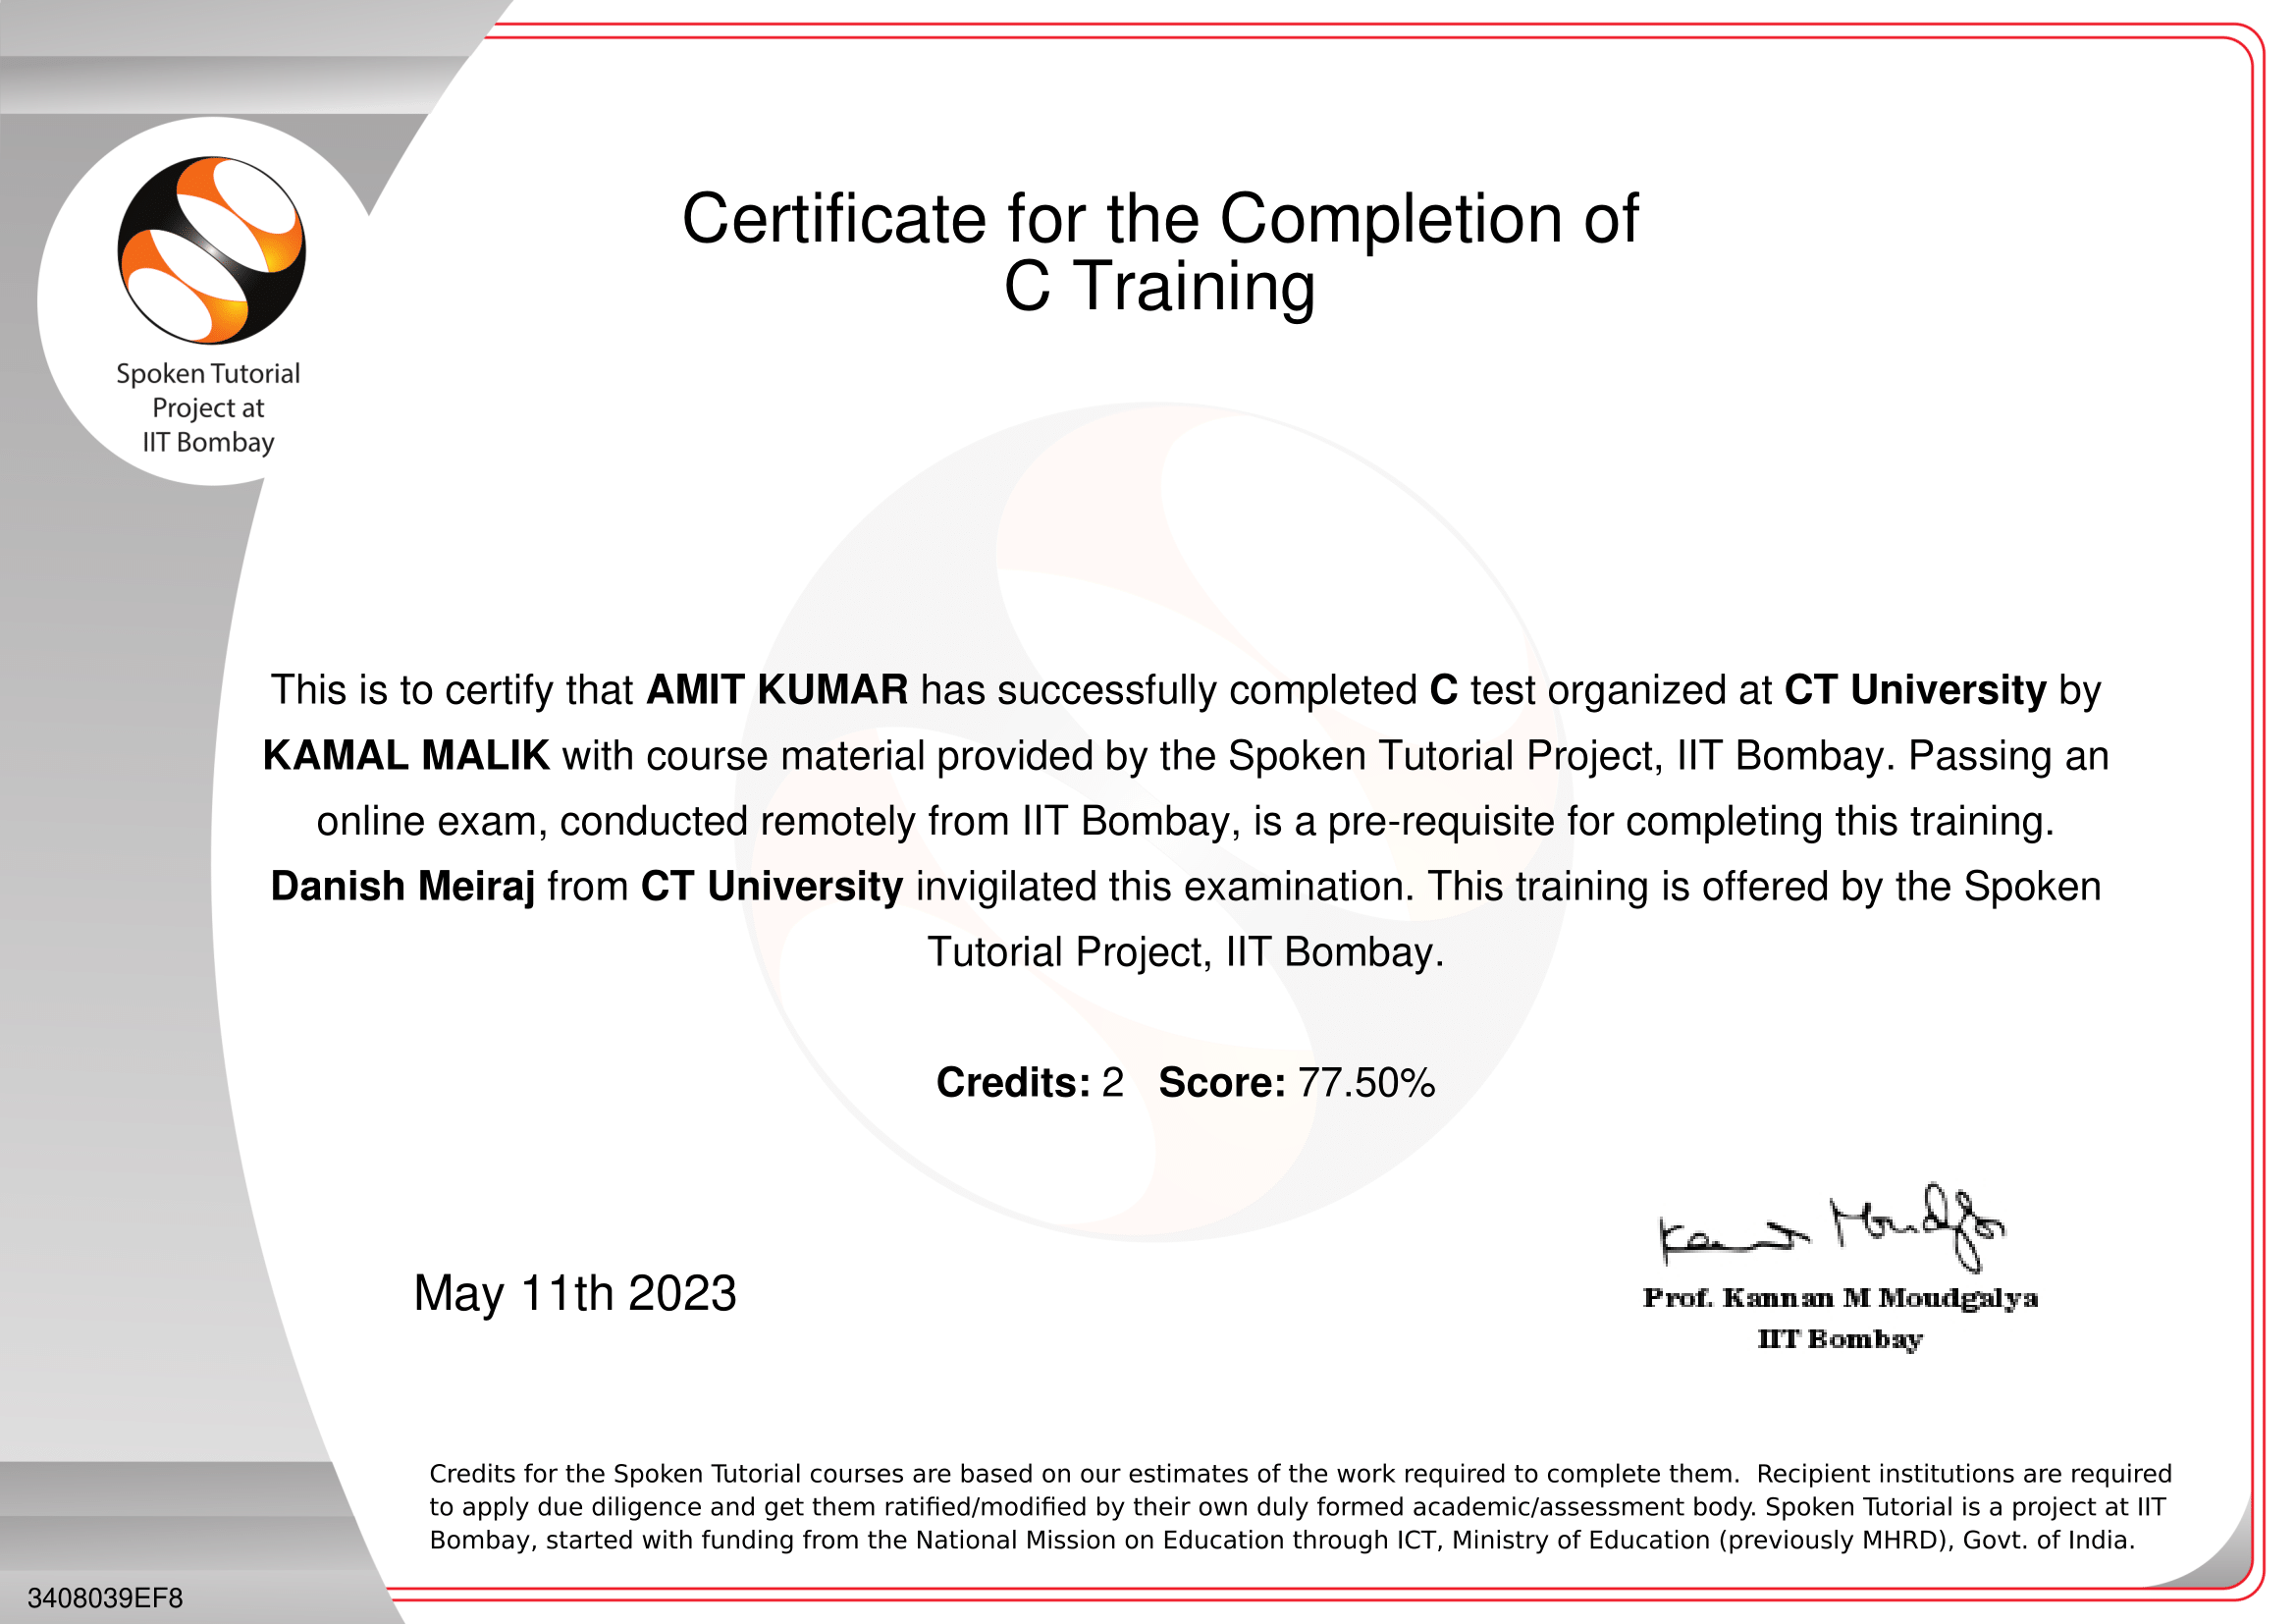 Certificate for the Completion of
C Training
Spoken Tutorial
Project at
IIT Bombay
This is to certify that AMIT KUMAR has successfully completed C test organized at CT University by
KAMAL MALIK with course material provided by the Spoken Tutorial Project, IIT Bombay. Passing an
online exam, conducted remotely from IIT Bombay, is a pre-requisite for completing this training.
Danish Meiraj from CT University invigilated this examination. This training is offered by the Spoken
Tutorial Project, IIT Bombay.
Credits: 2 Score: 77.50%
May 11th 2023
Prof. Kannan M Moudgalya
IIT Bombay
Credits for the Spoken Tutorial courses are based on our estimates of the work required to complete them. Recipient institutions are required
to apply due diligence and get them ratified/modified by their own duly formed academic/assessment body. Spoken Tutorial is a project at IIT
Bombay, started with funding from the National Mission on Education through ICT, Ministry of Education (previously MHRD), Govt. of India.
3408039EF8